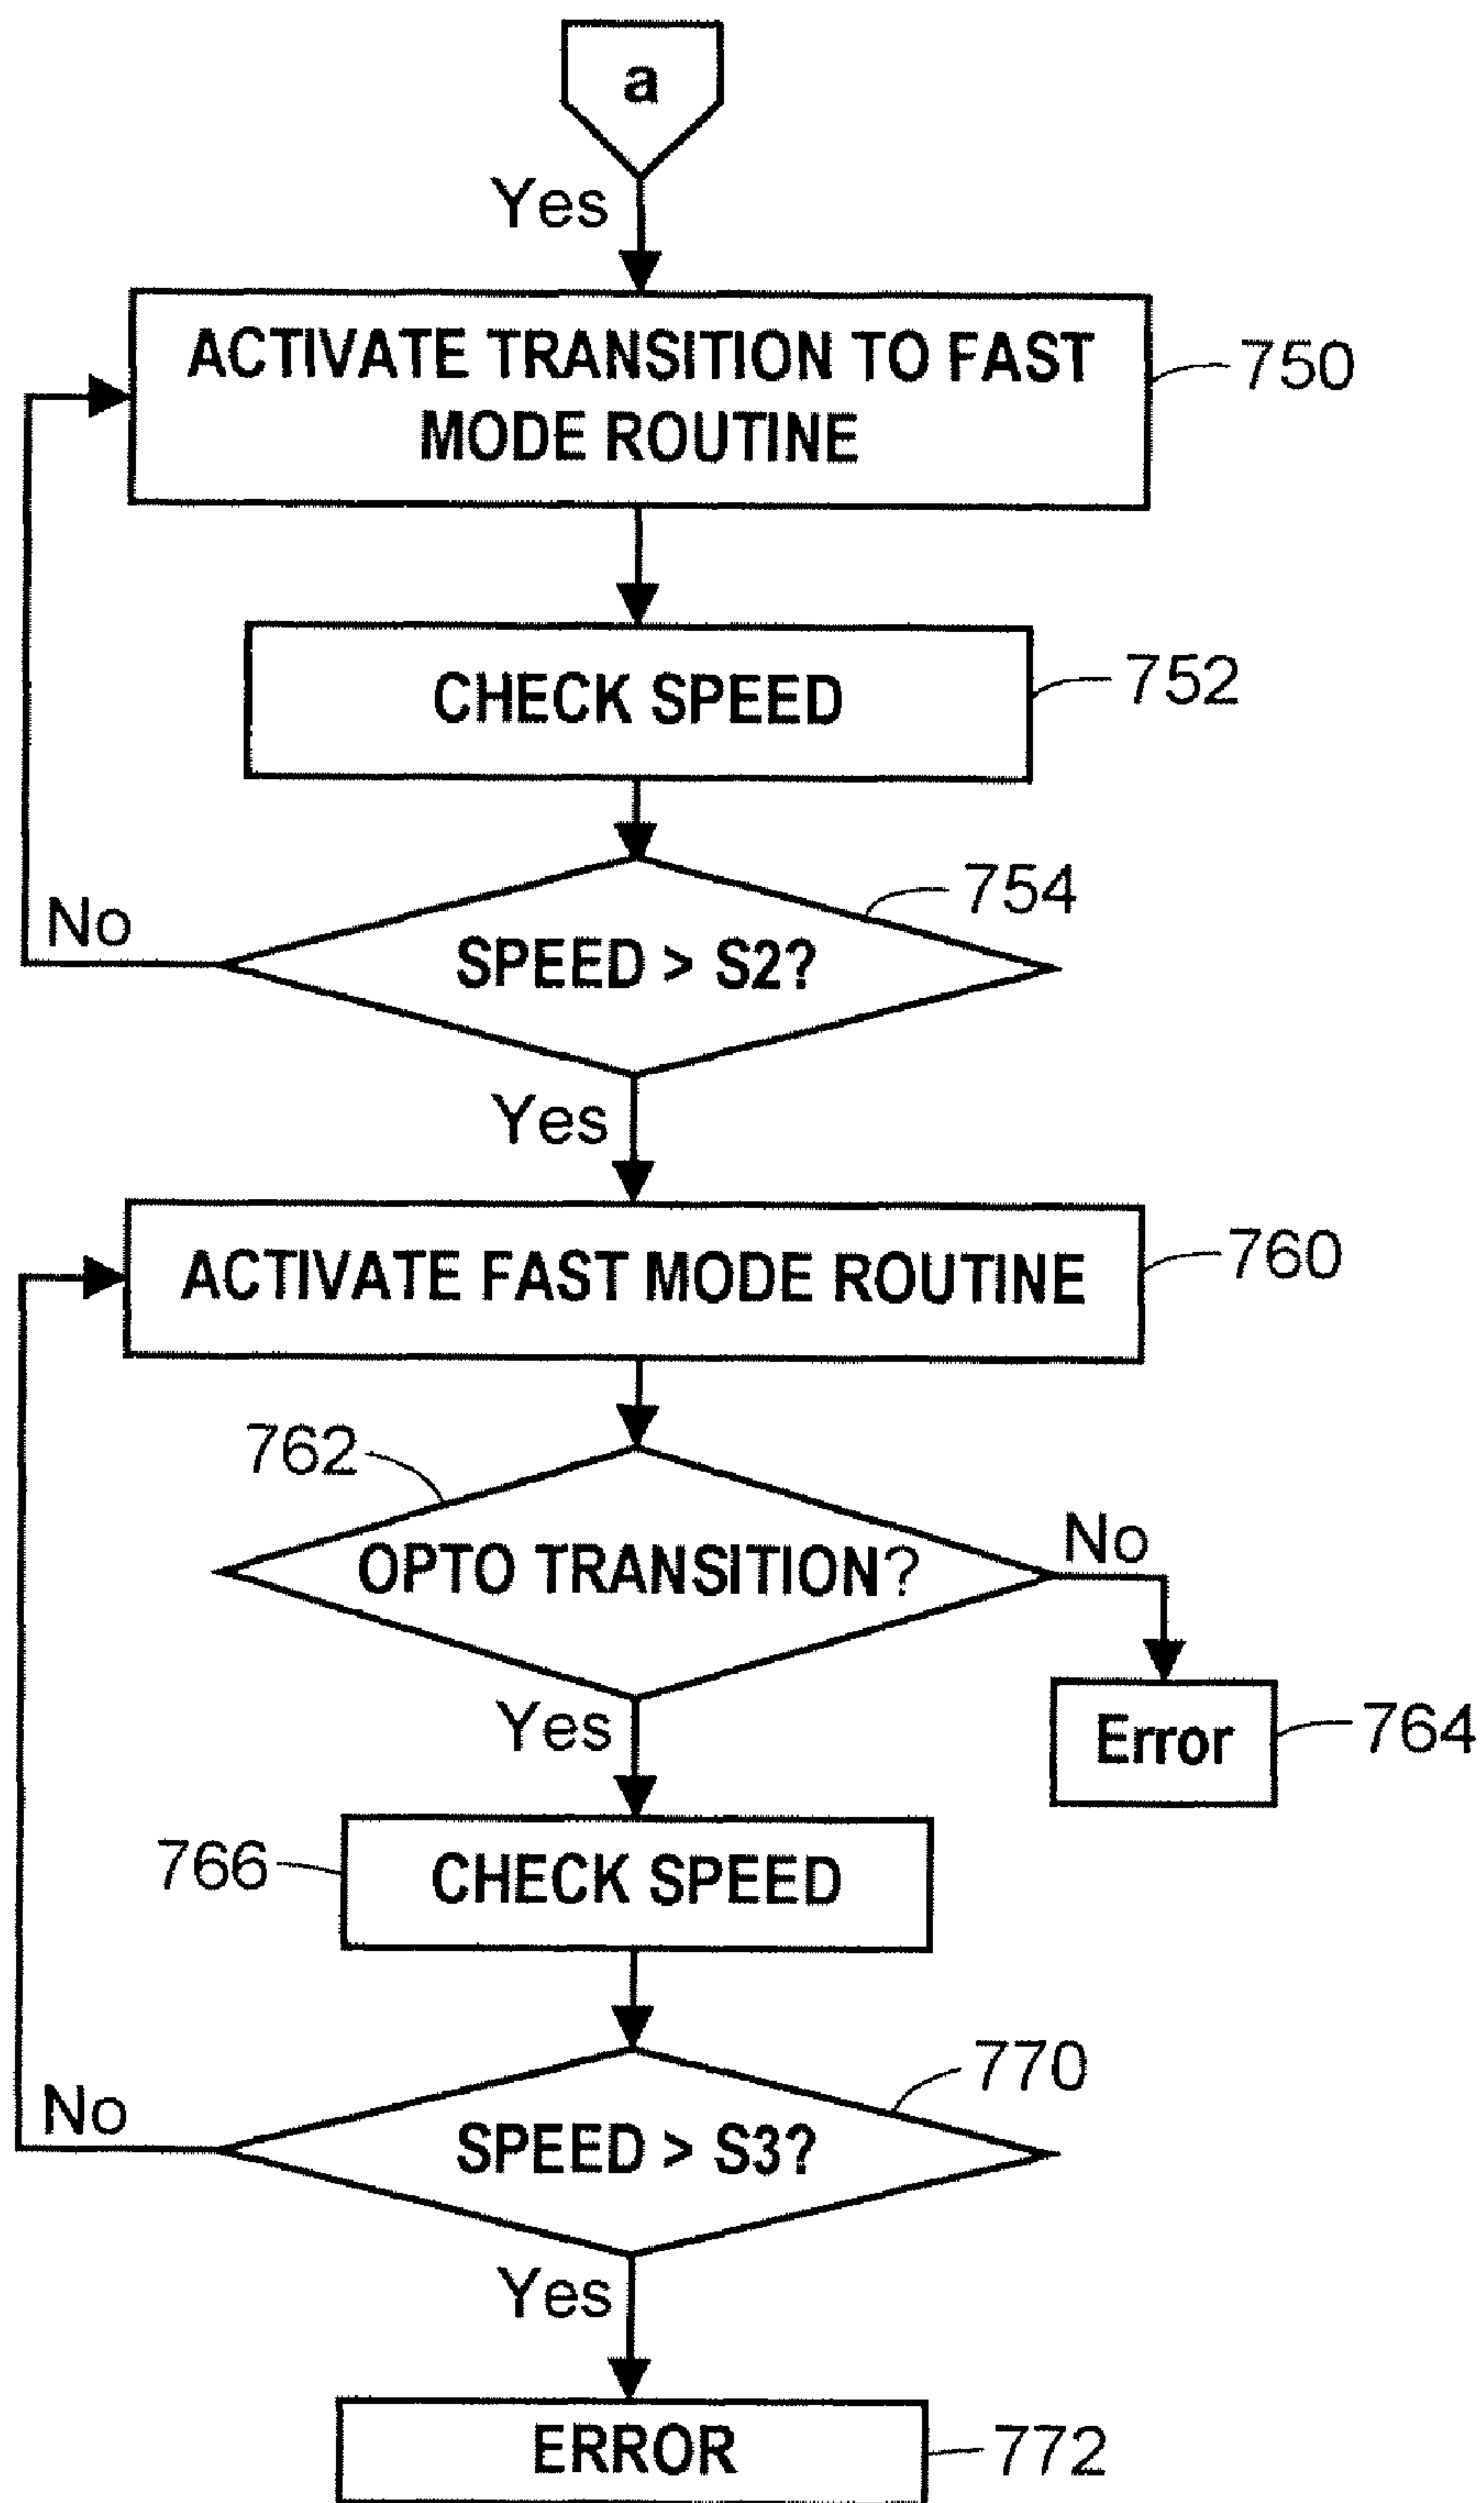 a
Yes
ACTIVATE TRANSITION TO FAST
MODE ROUTINE
750
CHECK SPEED
752
754
No
SPEED > S2?
Yes
ACTIVATE FAST MODE ROUTINE
760
762
OPTO TRANSITION?
No
Yes
Error
764
766
CHECK SPEED
770
No
SPEED > S3?
Yes
ERROR
772